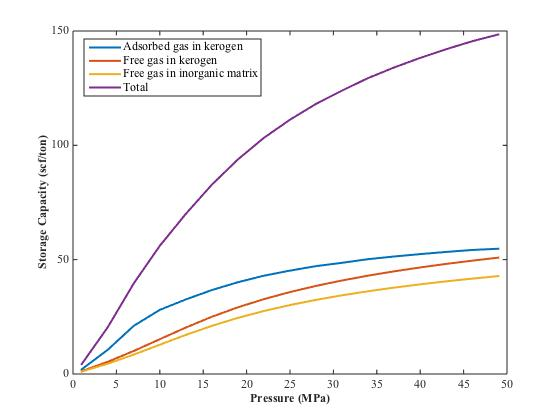 150
100
50
0
Storage Capacity (scf/ton)
Adsorbed gas in kerogen
Free gas in kerogen
Free gas in inorganic matrix
Total
0 5 10 15 20 25 30 35 40 45 50
Pressure (MPa)